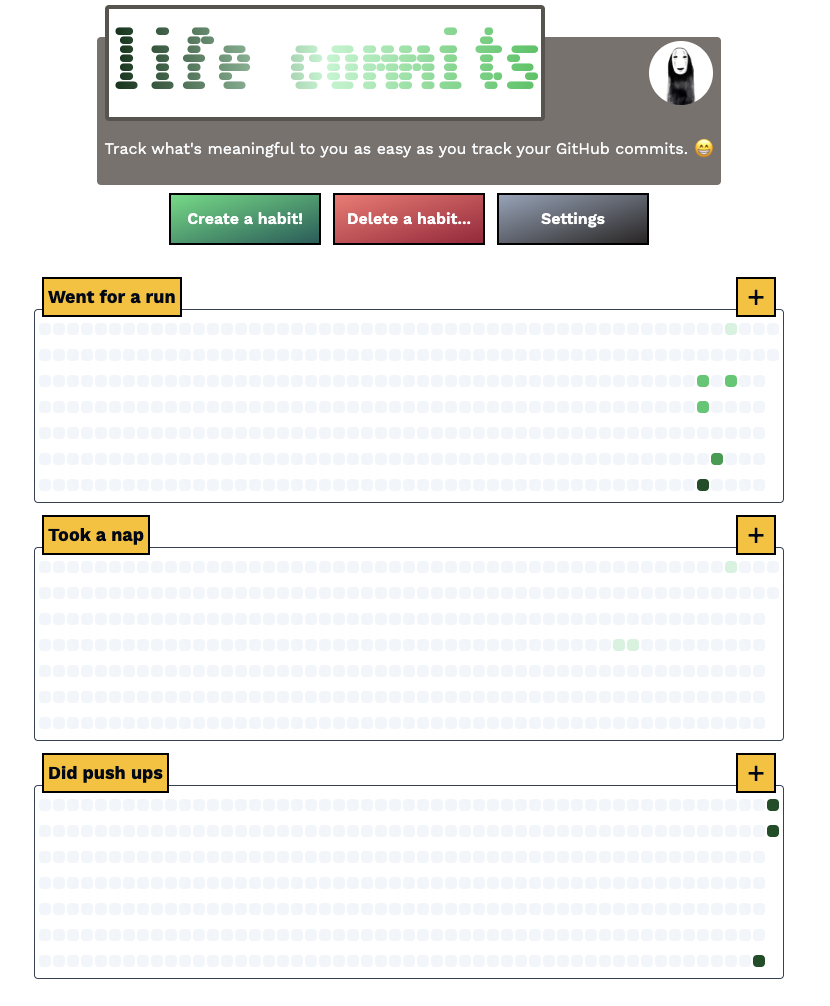 life commits
Track what's meaningful to you as easy as you track your GitHub commits. 😁
Create a habit!
Delete a habit...
Settings
Went for a run
+
Took a nap
+
Did push ups
+